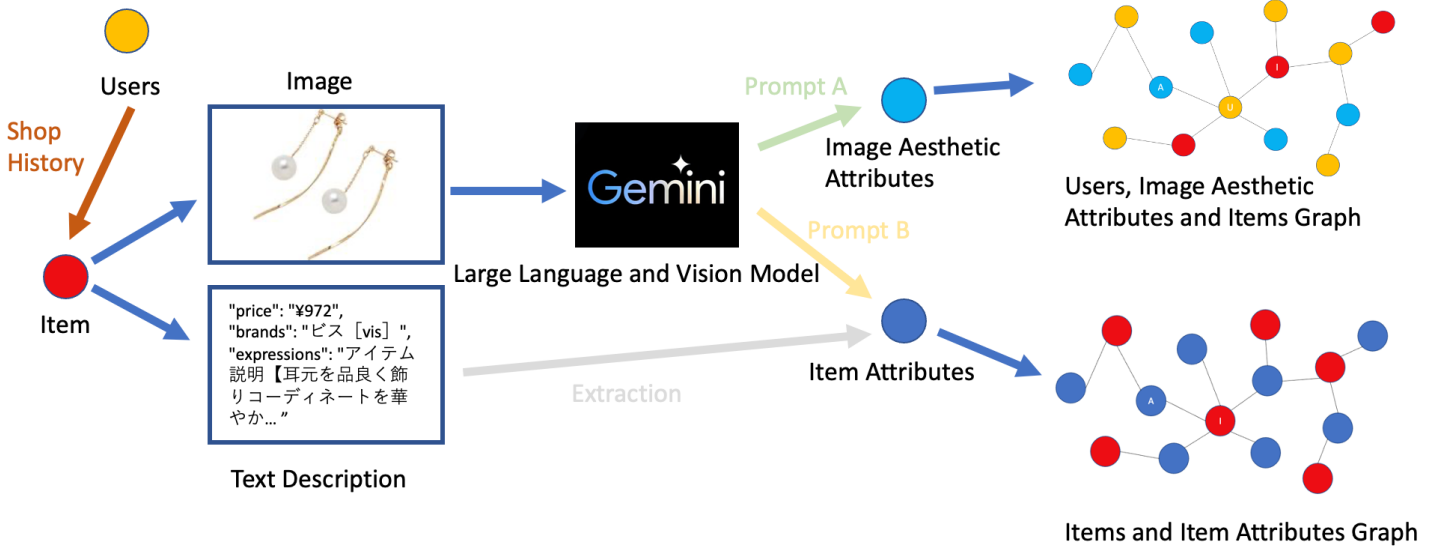 Users
Shop
History
Item
Image
"price": "¥972",
"brands": "ビス［vis］",
"expressions": "アイテム
説明【耳元を品良く飾
りコーディネートを華
やか... ”
Text Description
Gemini
Large Language and Vision Model
Prompt A
Prompt B
Extraction
Image Aesthetic
Attributes
Item Attributes
A
I
U
Users, Image Aesthetic
Attributes and Items Graph
A
I
Items and Item Attributes Graph